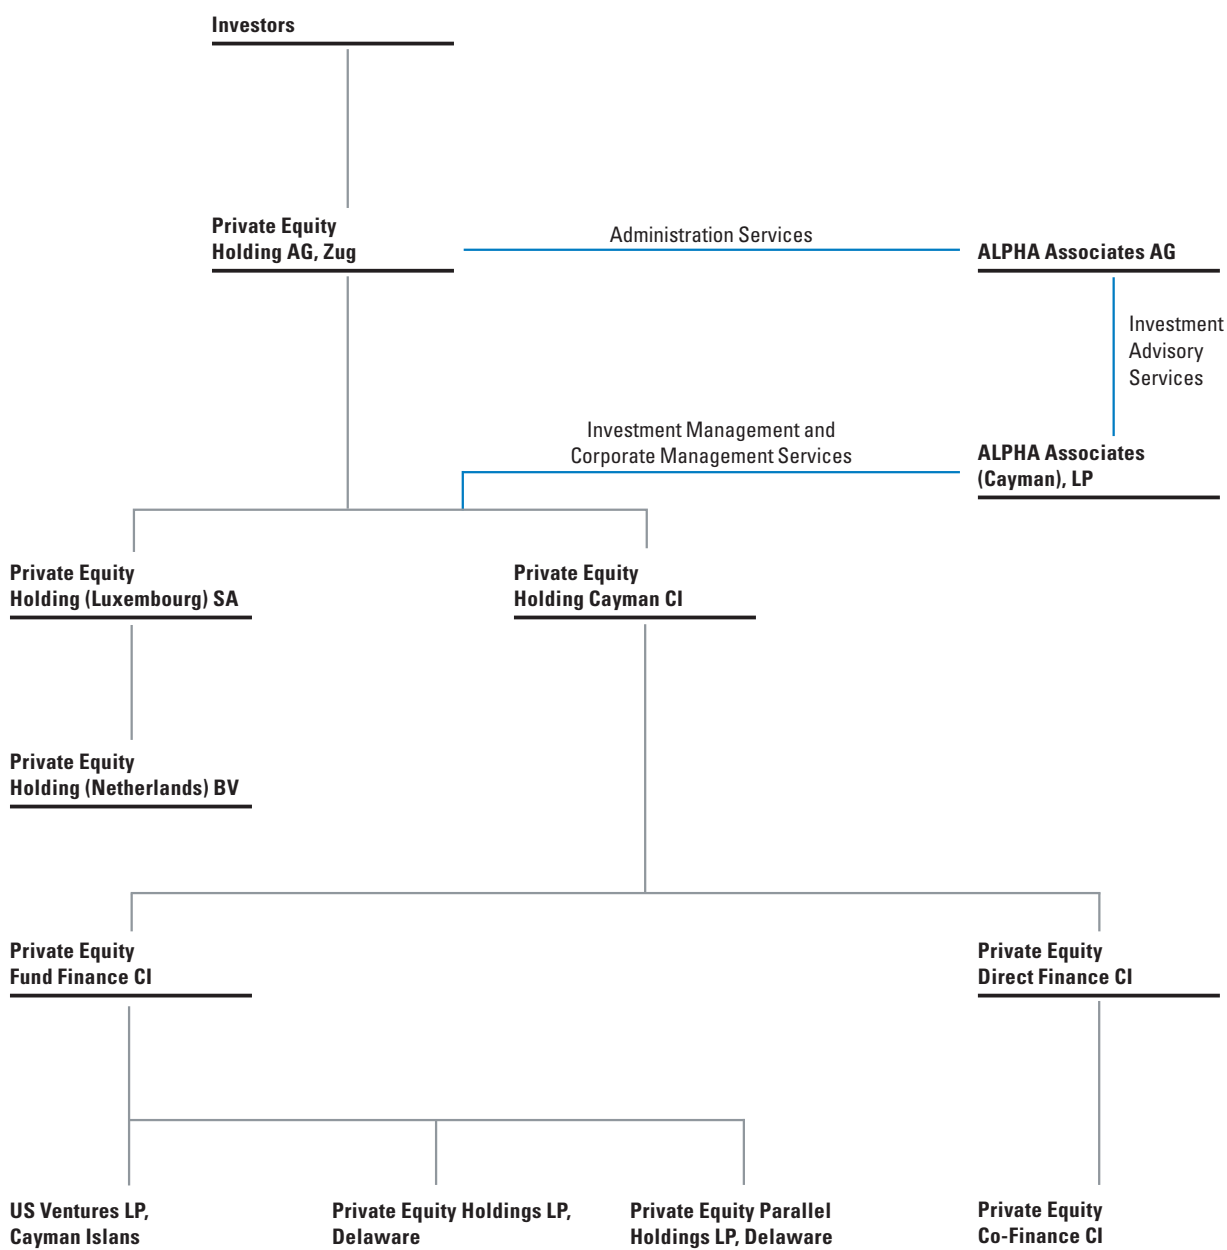 Investors
Private Equity
Holding AG, Zug
Administration Services
ALPHA Associates AG
Investment
Advisory
Services
Investment Management and
Corporate Management Services
ALPHA Associates
(Cayman), LP
Private Equity
Holding (Luxembourg) SA
Private Equity
Holding Cayman CI
Private Equity
Holding (Netherlands) BV
Private Equity
Fund Finance CI
Private Equity
Direct Finance CI
US Ventures LP,
Cayman Islans
Private Equity Holdings LP,
Delaware
Private Equity Parallel
Holdings LP, Delaware
Private Equity
Co-Finance CI